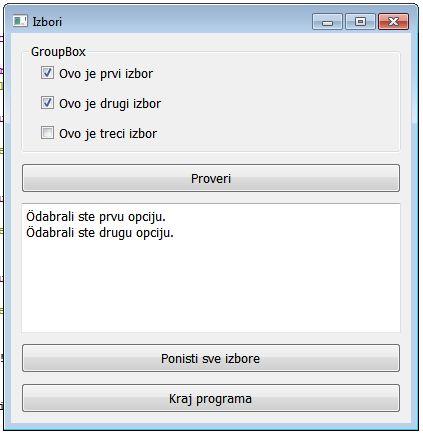 Izbori
GroupBox
Ovo je prvi izbor
Ovo je drugi izbor
Ovo je treci izbor
Proveri
Odabrali ste prvu opciju.
Odabrali ste drugu opciju.
Ponisti sve izbore
Kraj programa